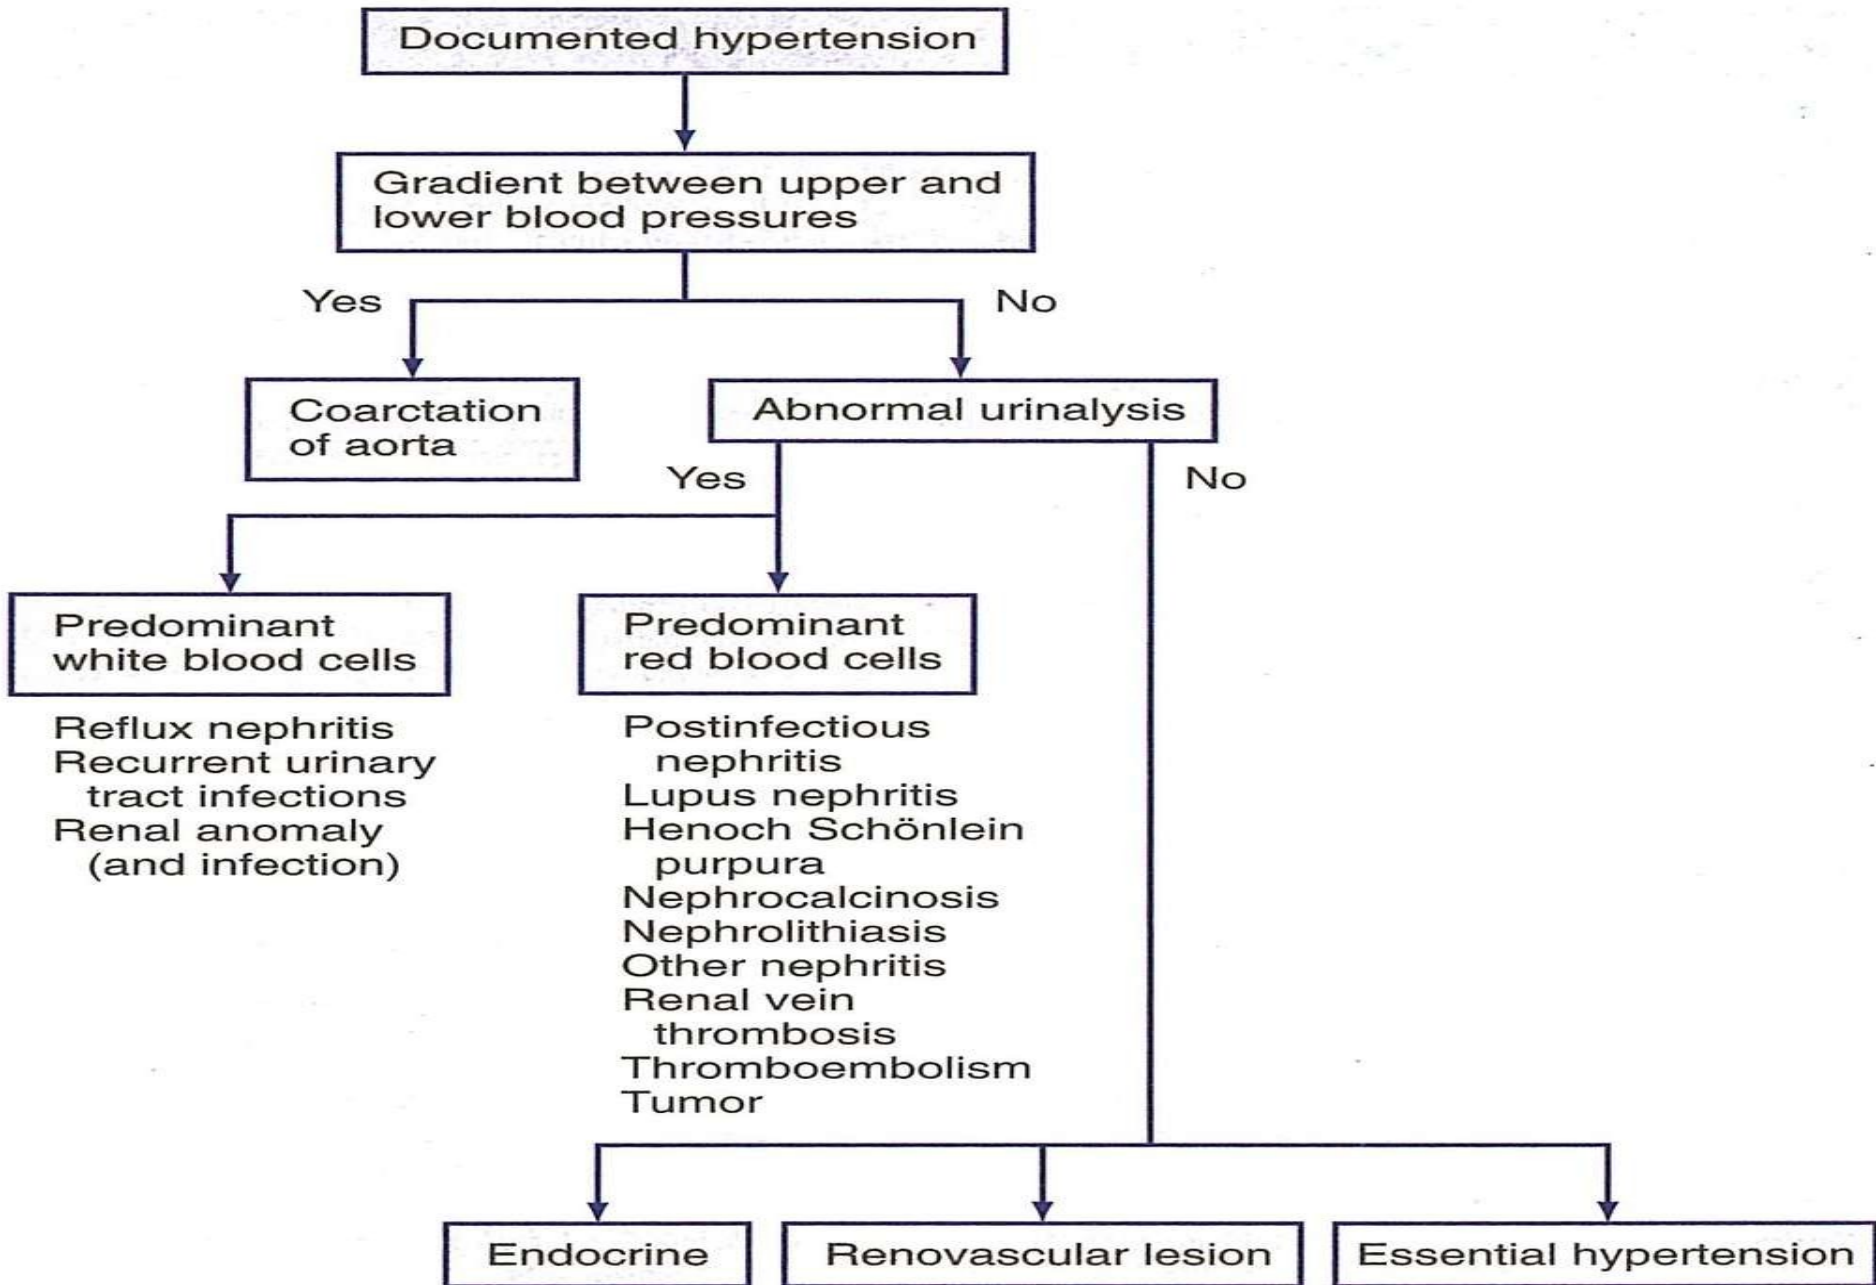 Documented hypertension
Gradient between upper and
lower blood pressures
Yes
No
Coarctation
of aorta
Abnormal urinalysis
Yes
No
Predominant
white blood cells
Reflux nephritis
Recurrent urinary
tract infections
Renal anomaly
(and infection)
Predominant
red blood cells
Postinfectious
nephritis
Lupus nephritis
Henoch Schönlein
purpura
Nephrocalcinosis
Nephrolithiasis
Other nephritis
Renal vein
thrombosis
Thromboembolism
Tumor
Endocrine
Renovascular lesion
Essential hypertension